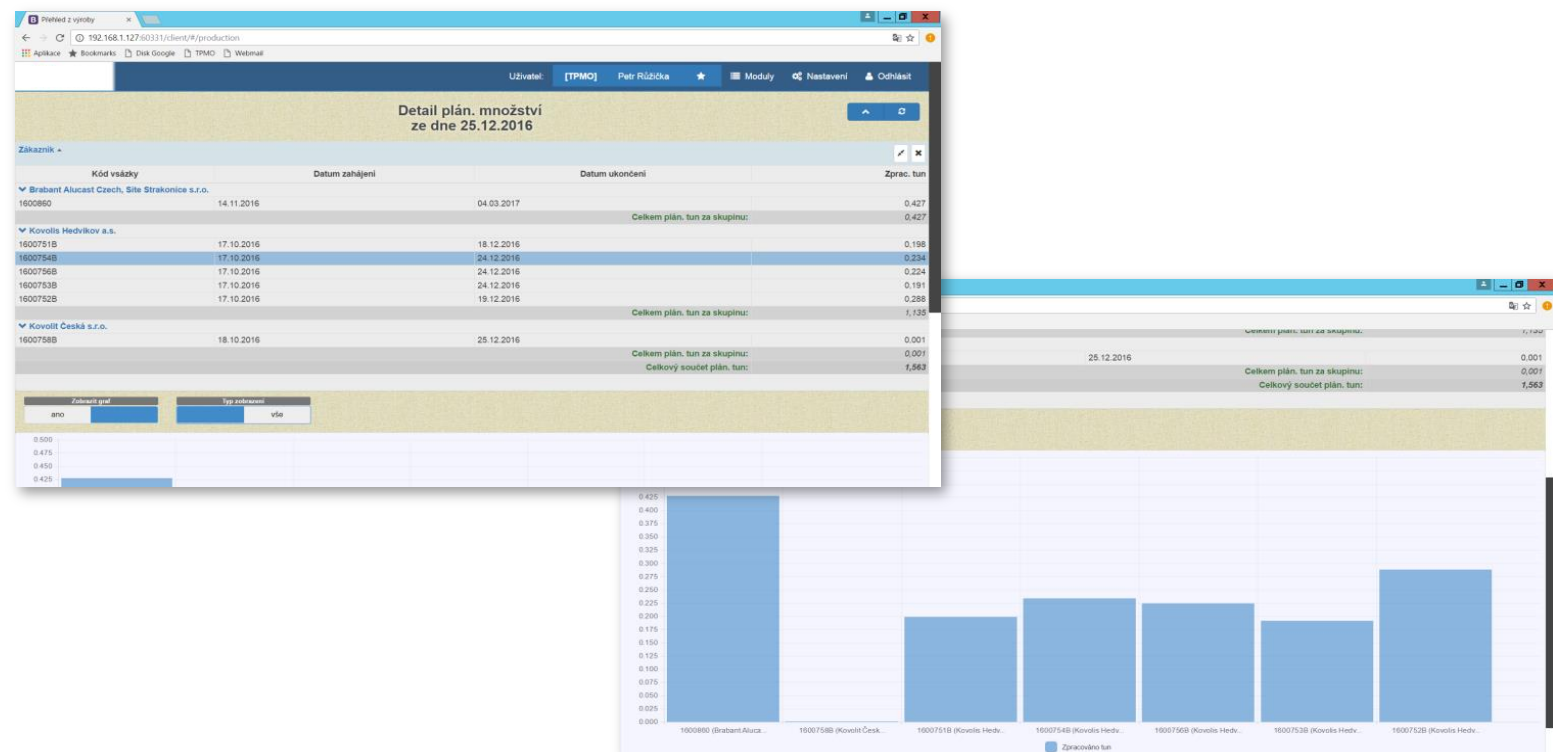 Přehled z výroby
192.168.1.127:60331/client/#/production
Aplikace Bookmarks Disk Google TPMO Webmail
Uživatel: [TPMO] Petr Růžička Moduly Nastavení Odhlásit
Detail plán. množství
ze dne 25.12.2016
Zákazník
Kód vsázky Datum zahájení Datum ukončení Zprac. tun
Brabant Alucast Czech, Site Strakonice s.r.o.
1600860 14.11.2016 04.03.2017 0,427
Celkem plán. tun za skupinu: 0,427
Kovolis Hedvikov a.s.
1600751B 17.10.2016 18.12.2016 0,198
1600754B 17.10.2016 24.12.2016 0,234
1600756B 17.10.2016 24.12.2016 0,224
1600753B 17.10.2016 24.12.2016 0,191
1600752B 17.10.2016 19.12.2016 0,288
Celkem plán. tun za skupinu: 1,135
Kovolit Česká s.r.o.
1600758B 18.10.2016 25.12.2016 0,001
Celkem plán. tun za skupinu: 0,001
Celkový součet plán. tun: 1,563
Zobrazit graf Typ zobrazení
ano vše
0.500
0.475
0.450
0.425
Celkem plán. tun za skupinu: 1,135
25.12.2016 0,001
Celkem plán. tun za skupinu: 0,001
Celkový součet plán. tun: 1,563
0.425
0.400
0.375
0.350
0.325
0.300
0.275
0.250
0.225
0.200
0.175
0.150
0.125
0.100
0.075
0.050
0.025
0.000
1600860 (Brabant Aluca... 1600758B (Kovolit Česk... 1600751B (Kovolis Hedv... 1600754B (Kovolis Hedv... 1600756B (Kovolis Hedv... 1600753B (Kovolis Hedv... 1600752B (Kovolis Hedv...
Zpracováno tun